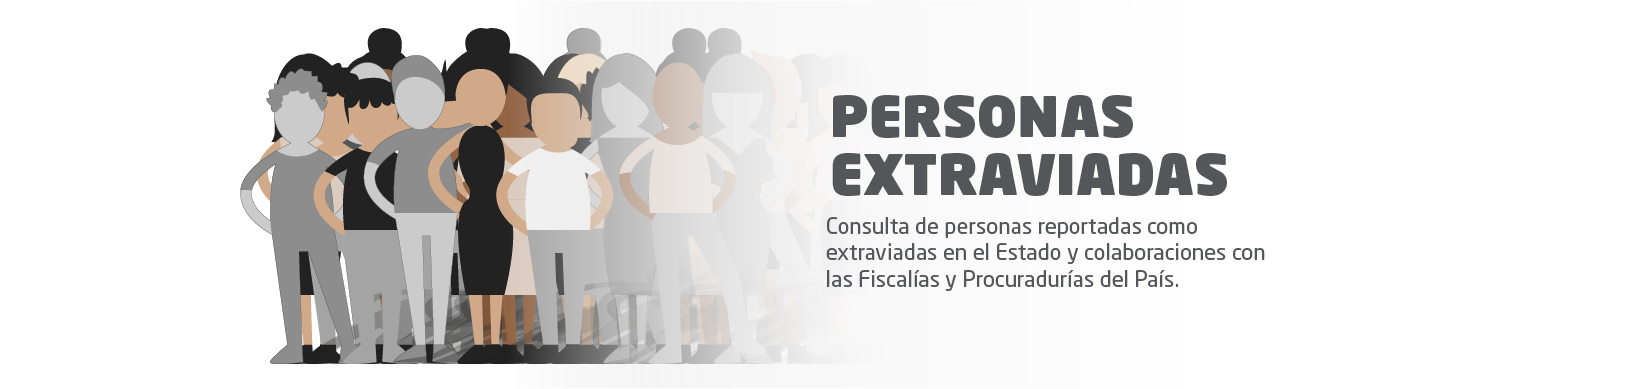 PERSONAS
EXTRAVIADAS
Consulta de personas reportadas como
extraviadas en el Estado y colaboraciones con
las Fiscalías y Procuradurías del País.